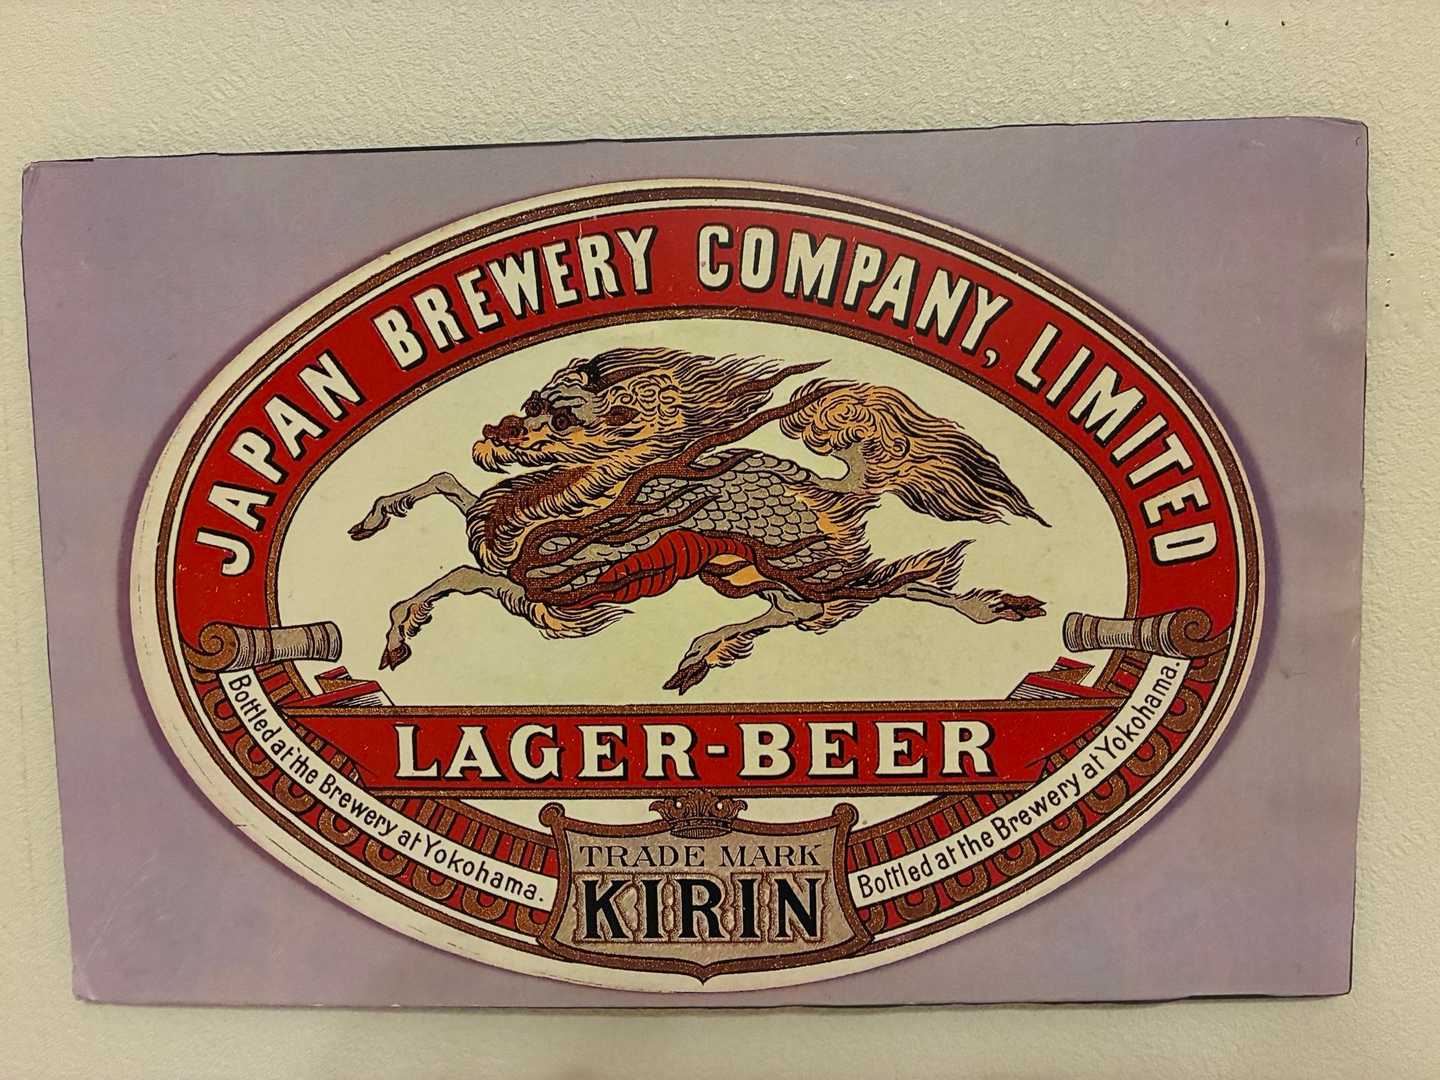 JAPAN BREWERY COMPANY, LIMITED
LAGER-BEER
Bottled at the Brewery at Yokohama.
TRADE MARK
KIRIN
Bottled at the Brewery at Yokohama.